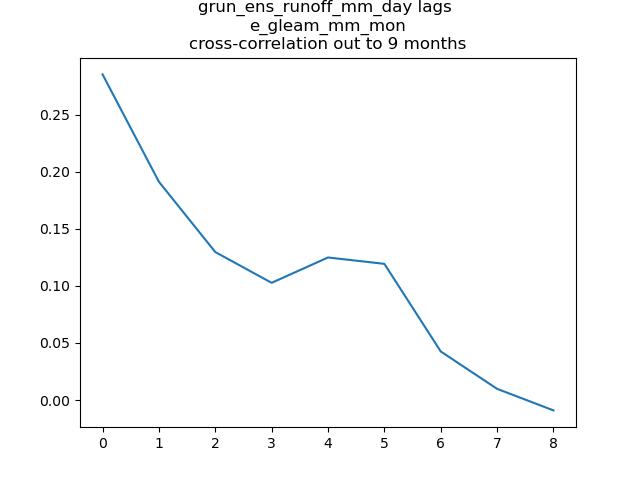 grun_ens_runoff_mm_day lags
e_gleam_mm_mon
cross-correlation out to 9 months
0.25
0.20
0.15
0.10
0.05
0.00
0 1 2 3 4 5 6 7 8